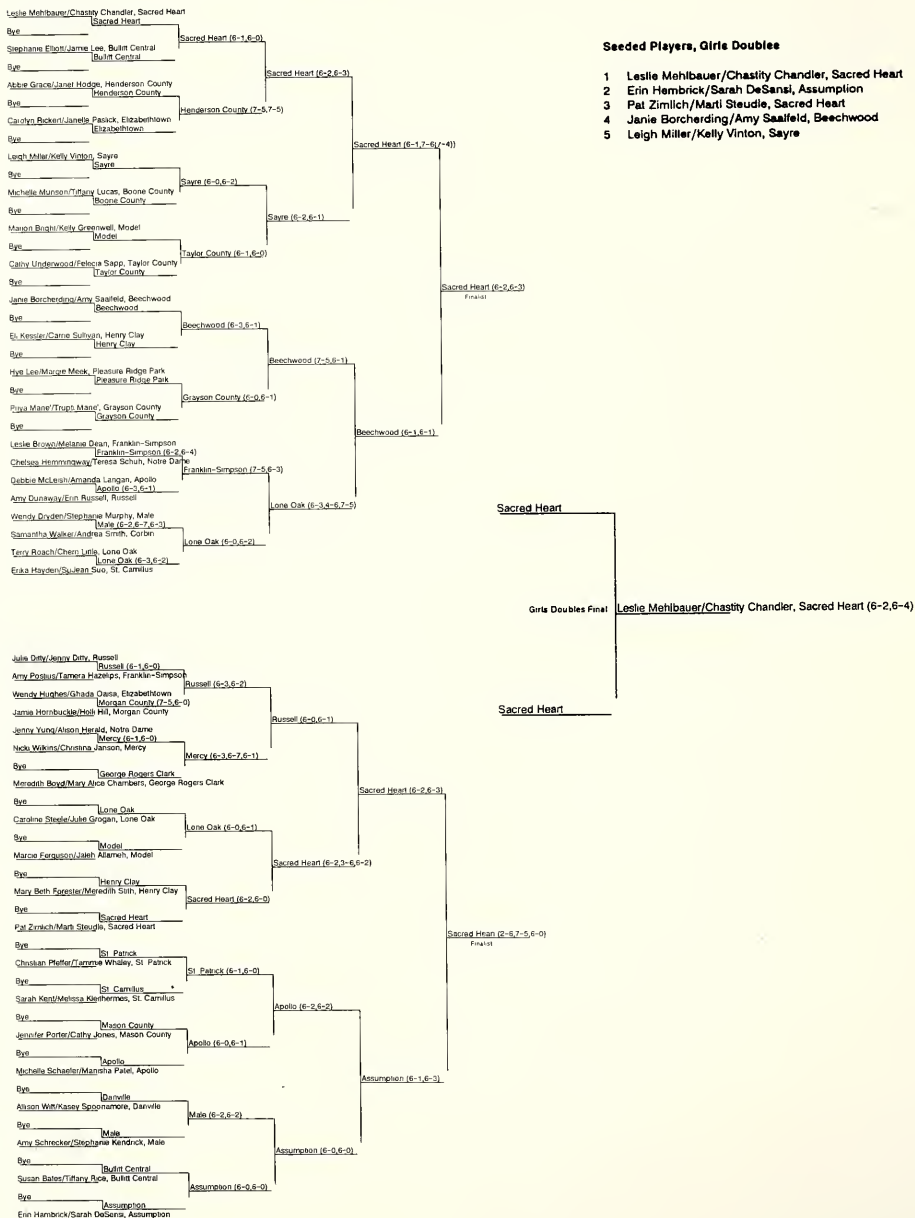 Leslie Mehlbauer/Chastity Chandler, Sacred Heart
Sacred Heart
Bye
Sacred Heart (6-1,6-0)
Stephanie Elliott/Jamie Lee, Bullitt Central
Bullitt Central
Bye
Sacred Heart (6-2,6-3)
Abbie Grace/Janet Hodge, Henderson County
Henderson County
Bye
Henderson County (7-5,7-5)
Carolyn Rickert/Janelle Paslick, Elizabethtown
Elizabethtown
Bye
Sacred Heart (6-1,7-6(7-4))
Leigh Miller/Kelly Vinton, Sayre
Sayre
Bye
Sayre (6-0,6-2)
Michelle Munson/Tiffany Lucas, Boone County
Boone County
Bye
Sayre (6-2,6-1)
Marion Bright/Kelly Greenwell, Model
Model
Bye
Taylor County (6-1,6-0)
Cathy Underwood/Felecia Sapp, Taylor County
Taylor County
Bye
Sacred Heart (6-2,6-3)
Finalist
Janie Borcherding/Amy Saalfeld, Beechwood
Beechwood
Bye
Beechwood (6-3,6-1)
Eli Kessler/Carrie Sullivan, Henry Clay
Henry Clay
Bye
Beechwood (7-5,6-1)
Hye Lee/Margie Meek, Pleasure Ridge Park
Pleasure Ridge Park
Bye
Grayson County (6-0,6-1)
Priya Mane'/Trupti Mane', Grayson County
Grayson County
Bye
Beechwood (6-1,6-1)
Leslie Brown/Melanie Dean, Franklin-Simpson
Franklin-Simpson (6-2,6-4)
Chelsea Hemmingway/Teresa Schuh, Notre Dame
Franklin-Simpson (7-5,6-3)
Debbie McLeish/Amanda Langan, Apollo
Apollo (6-3,6-1)
Amy Dunaway/Erin Russell, Russell
Lone Oak (6-3,4-6,7-5)
Wendy Dryden/Stephanie Murphy, Male
Male (6-2,6-7,6-3)
Samantha Walker/Andrea Smith, Corbin
Lone Oak (6-0,6-2)
Terry Roach/Cherri Little, Lone Oak
Lone Oak (6-3,6-2)
Erika Hayden/SuJean Suo, St. Camillus
Seeded Players, Girls Doubles
1 Leslie Mehlbauer/Chastity Chandler, Sacred Heart
2 Erin Hambrick/Sarah DeSansi, Assumption
3 Pat Zimlich/Marti Steudle, Sacred Heart
4 Janie Borcherding/Amy Saalfeld, Beechwood
5 Leigh Miller/Kelly Vinton, Sayre
Sacred Heart
Girls Doubles Final
Leslie Mehlbauer/Chastity Chandler, Sacred Heart (6-2,6-4)
Sacred Heart
Julie Ditty/Jenny Ditty, Russell
Russell (6-1,6-0)
Amy Postius/Tamera Hazelips, Franklin-Simpson
Russell (6-3,6-2)
Wendy Hughes/Ghada Oaisa, Elizabethtown
Morgan County (7-5,6-0)
Jamie Hornbuckle/Holli Hill, Morgan County
Russell (6-0,6-1)
Jenny Yung/Alison Herald, Notre Dame
Mercy (6-1,6-0)
Nicki Wilkins/Christina Janson, Mercy
Mercy (6-3,6-7,6-1)
Bye
George Rogers Clark
Meredith Boyd/Mary Alice Chambers, George Rogers Clark
Sacred Heart (6-2,6-3)
Bye
Lone Oak
Caroline Steele/Julie Grogan, Lone Oak
Lone Oak (6-0,6-1)
Bye
Model
Marcie Ferguson/Jaleh Allameh, Model
Sacred Heart (6-2,3-6,6-2)
Bye
Henry Clay
Mary Beth Forester/Meredith Stith, Henry Clay
Sacred Heart (6-2,6-0)
Bye
Sacred Heart
Pat Zimlich/Marti Steudle, Sacred Heart
Sacred Heart (2-6,7-5,6-0)
Finalist
Bye
St Patrick
Christian Pfeffer/Tammie Whaley, St Patrick
St Patrick (6-1,6-0)
Bye
St Camillus
Sarah Kent/Melissa Klenhermes, St. Camillus
Apollo (6-2,6-2)
Bye
Mason County
Jennifer Porter/Cathy Jones, Mason County
Apollo (6-0,6-1)
Bye
Apollo
Michelle Schaefer/Manisha Patel, Apollo
Assumption (6-1,6-3)
Bye
Danville
Allison Witt/Kasey Spoonamore, Danville
Male (6-2,6-2)
Bye
Male
Amy Schrecker/Stephanie Kendrick, Male
Assumption (6-0,6-0)
Bye
Bullitt Central
Susan Bates/Tiffany Rice, Bullitt Central
Assumption (6-0,6-0)
Bye
Assumption
Erin Hambrick/Sarah DeSensi, Assumption